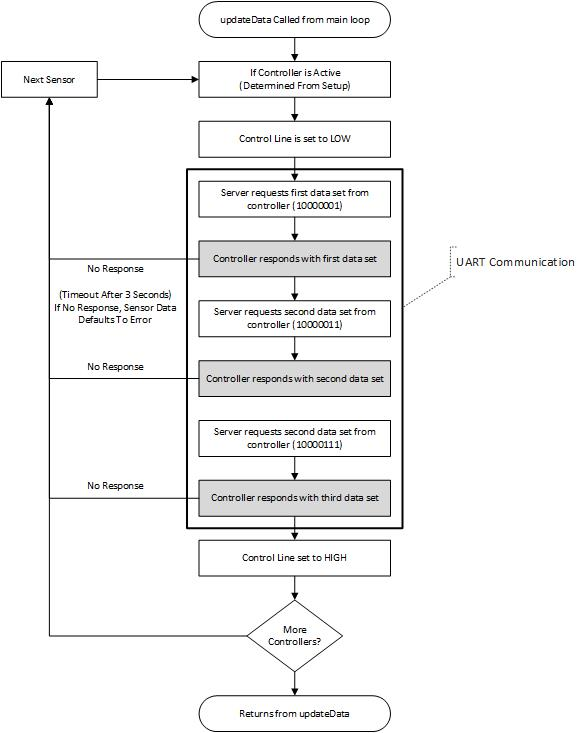 updateData Called from main loop
Next Sensor
If Controller is Active
(Determined From Setup)
Control Line is set to LOW
Server requests first data set from
controller (10000001)
Controller responds with first data set
UART Communication
No Response
(Timeout After 3 Seconds)
If No Response, Sensor Data
Defaults To Error
Server requests second data set from
controller (10000011)
No Response
Controller responds with second data set
Server requests second data set from
controller (10000111)
No Response
Controller responds with third data set
Control Line set to HIGH
More
Controllers?
Returns from updateData